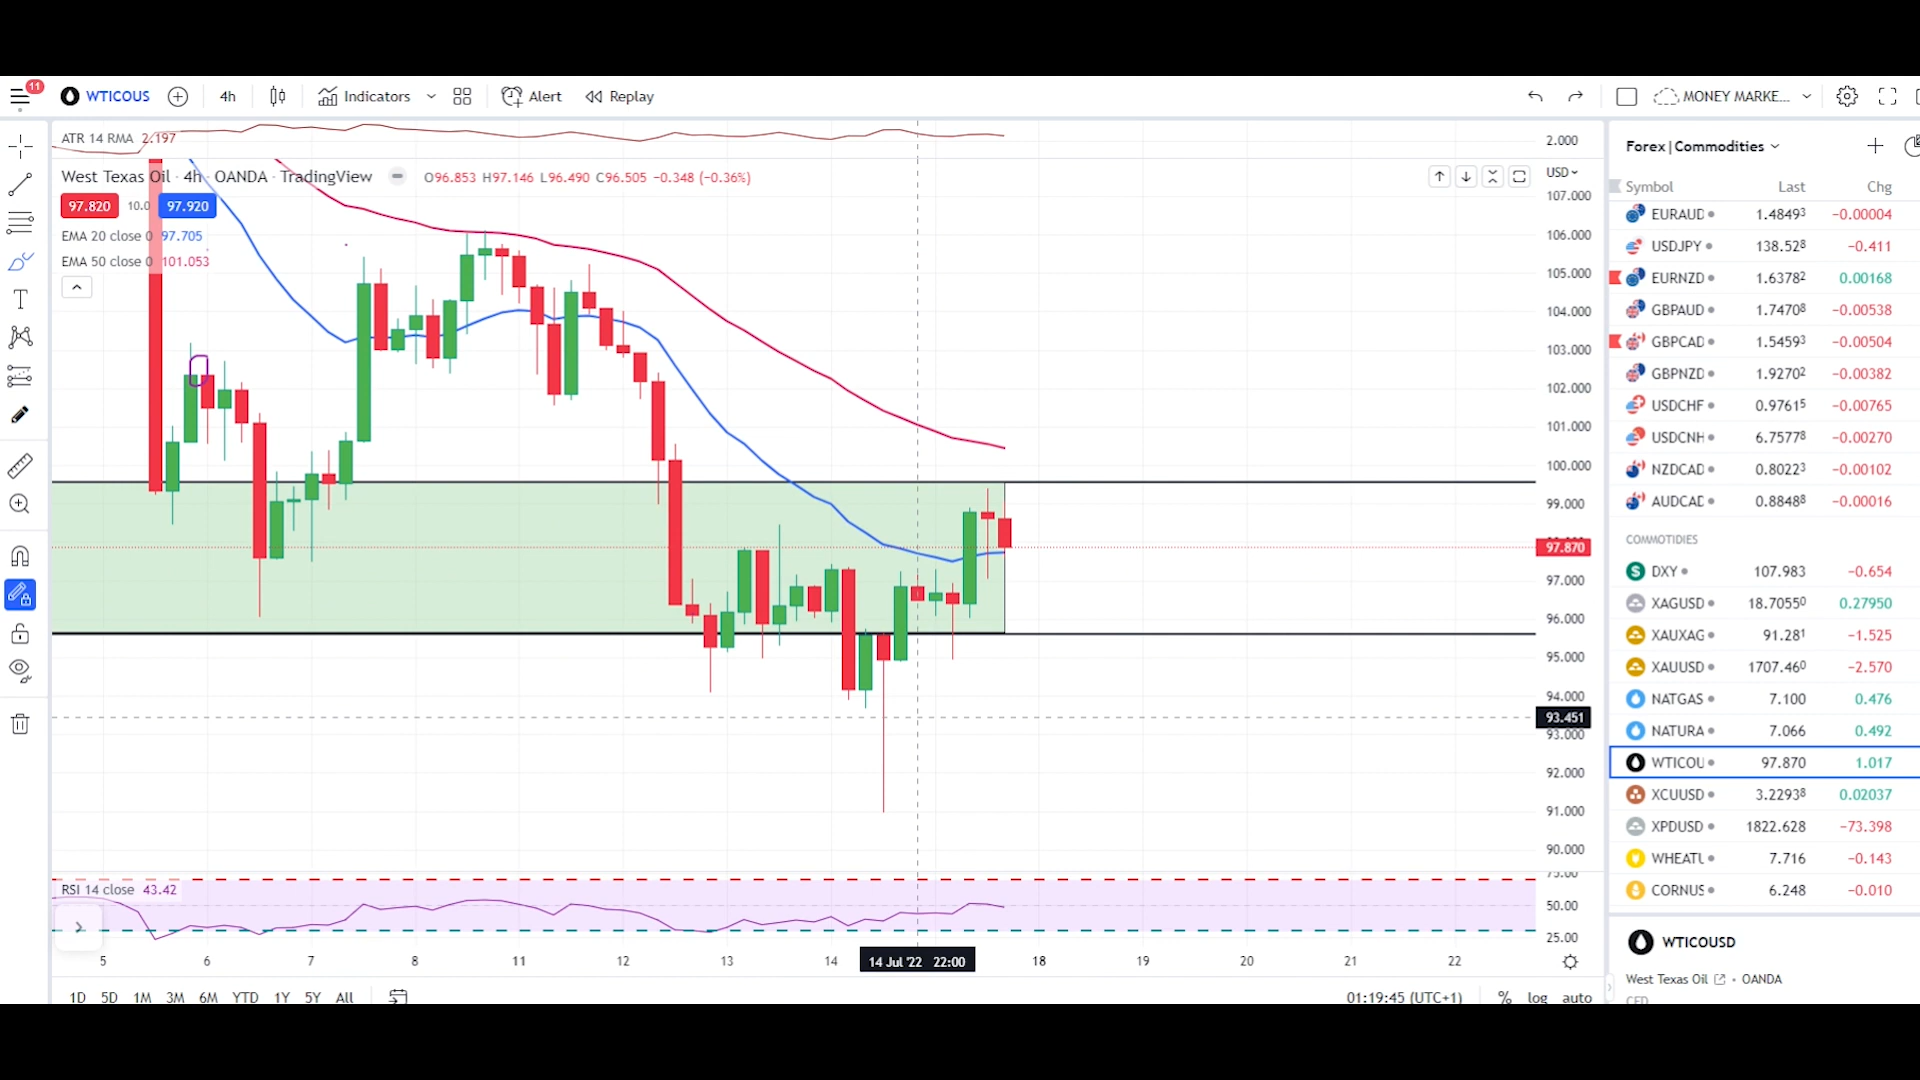 11 WTICOUS 4h Indicators Alert Replay MONEY MARKE...
ATR 14 RMA 2.197
West Texas Oil · 4h · OANDA · TradingView O96.853 H97.146 L96.490 C96.505 −0.348 (−0.36%)
97.820 10.0 97.920
EMA 20 close 0 97.705
EMA 50 close 0 101.053
2.000
USD
107.000
106.000
105.000
104.000
103.000
102.000
101.000
100.000
99.000
97.870
97.000
96.000
95.000
94.000
93.451
93.000
92.000
91.000
90.000
RSI 14 close 43.42
75.00
50.00
25.00
5 6 7 8 11 12 13 14 14 Jul '22 22:00 18 19 20 21 22
1D 5D 1M 3M 6M YTD 1Y 5Y All 01:19:45 (UTC+1) % log auto
Forex|Commodities
Symbol Last Chg
EURAUD 1.48493 −0.00004
USDJPY 138.528 −0.411
EURNZD 1.63782 0.00168
GBPAUD 1.74708 −0.00538
GBPCAD 1.54593 −0.00504
GBPNZD 1.92702 −0.00382
USDCHF 0.97615 −0.00765
USDCNH 6.75778 −0.00270
NZDCAD 0.80223 −0.00102
AUDCAD 0.88488 −0.00016
COMMOTIDIES
DXY 107.983 −0.654
XAGUSD 18.70550 0.27950
XAUXAG 91.281 −1.525
XAUUSD 1707.460 −2.570
NATGAS 7.100 0.476
NATURA 7.066 0.492
WTICOU 97.870 1.017
XCUUSD 3.22938 0.02037
XPDUSD 1822.628 −73.398
WHEATU 7.716 −0.143
CORNUS 6.248 −0.010
WTICOUSD
West Texas Oil · OANDA
CFD